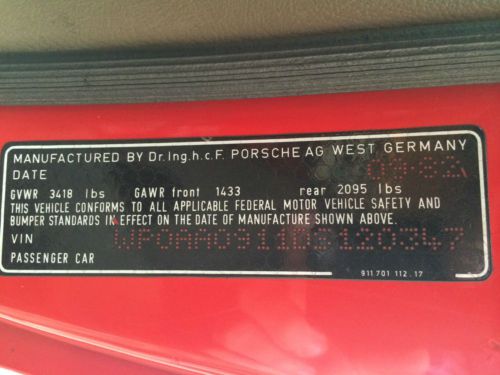 MANUFACTURED BY Dr.Ing.h.c.F. PORSCHE AG WEST GERMANY
DATE 09-82
GVWR 3418 lbs GAWR front 1433 rear 2095 lbs
THIS VEHICLE CONFORMS TO ALL APPLICABLE FEDERAL MOTOR VEHICLE SAFETY AND
BUMPER STANDARDS IN EFFECT ON THE DATE OF MANUFACTURE SHOWN ABOVE.
VIN WP0AA0911DS120347
PASSENGER CAR
911.701 112.17